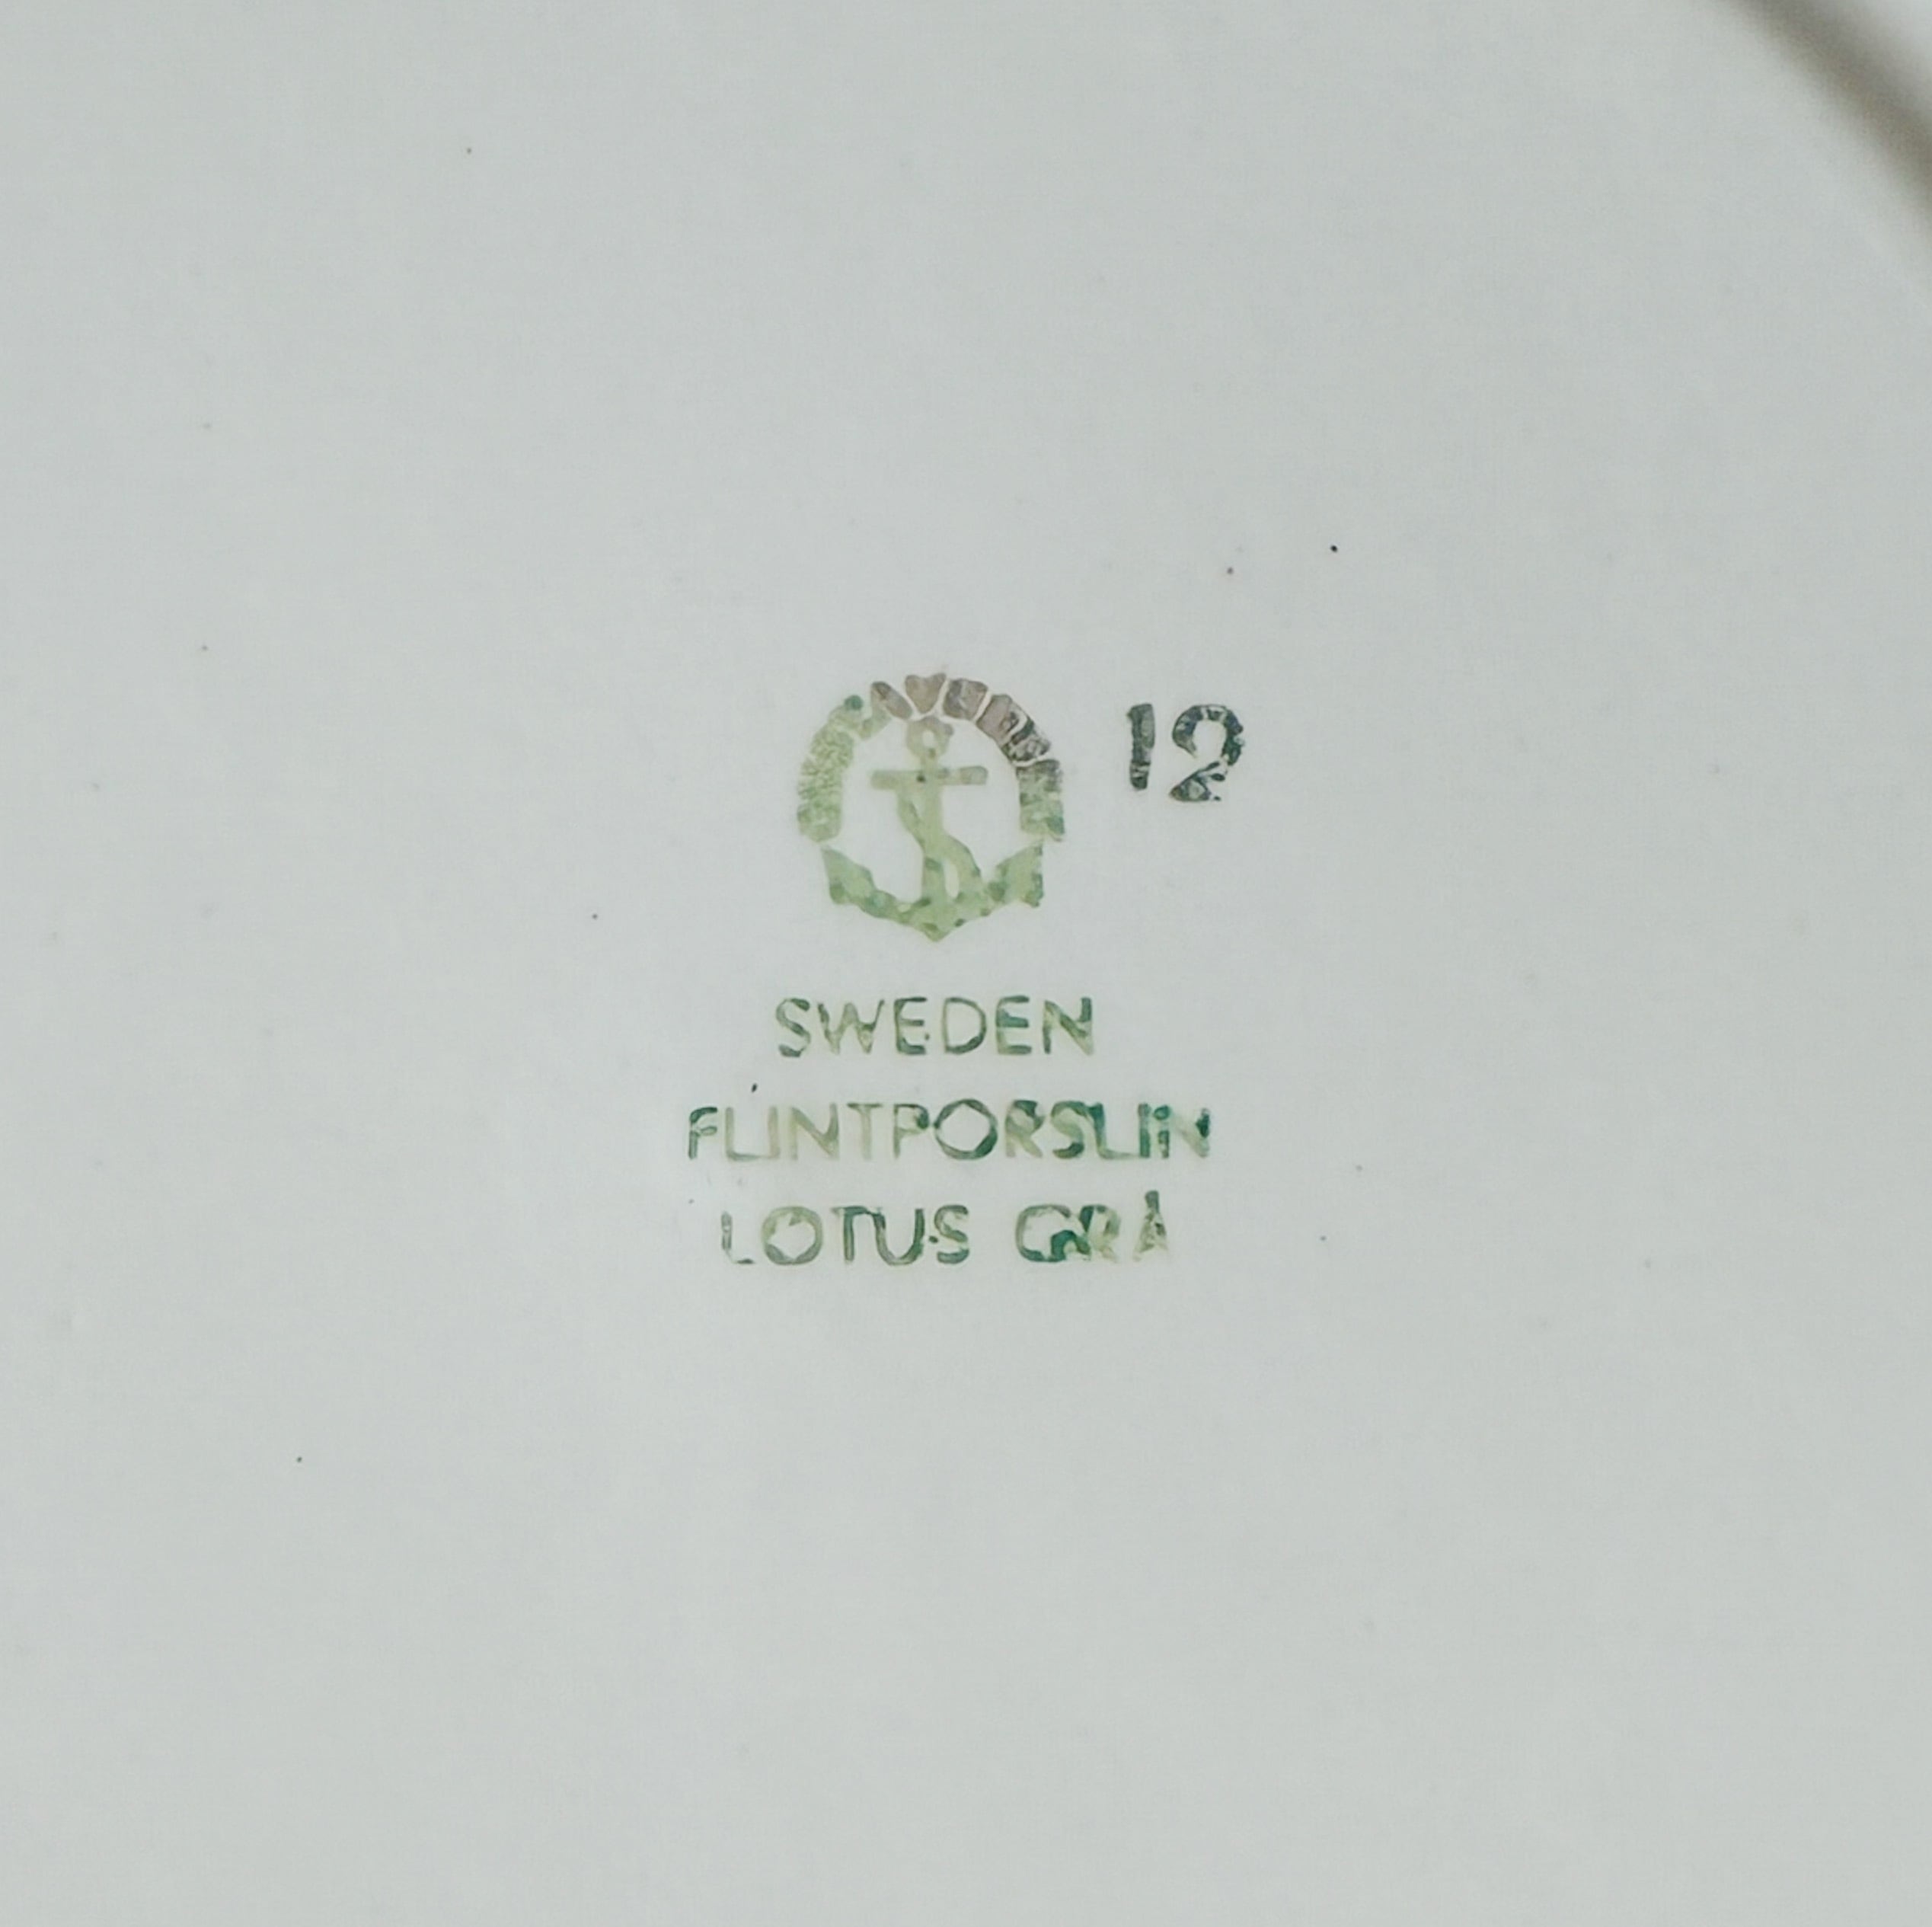 12
SWEDEN
FLINTPORSLIN
LOTUS GRÅ